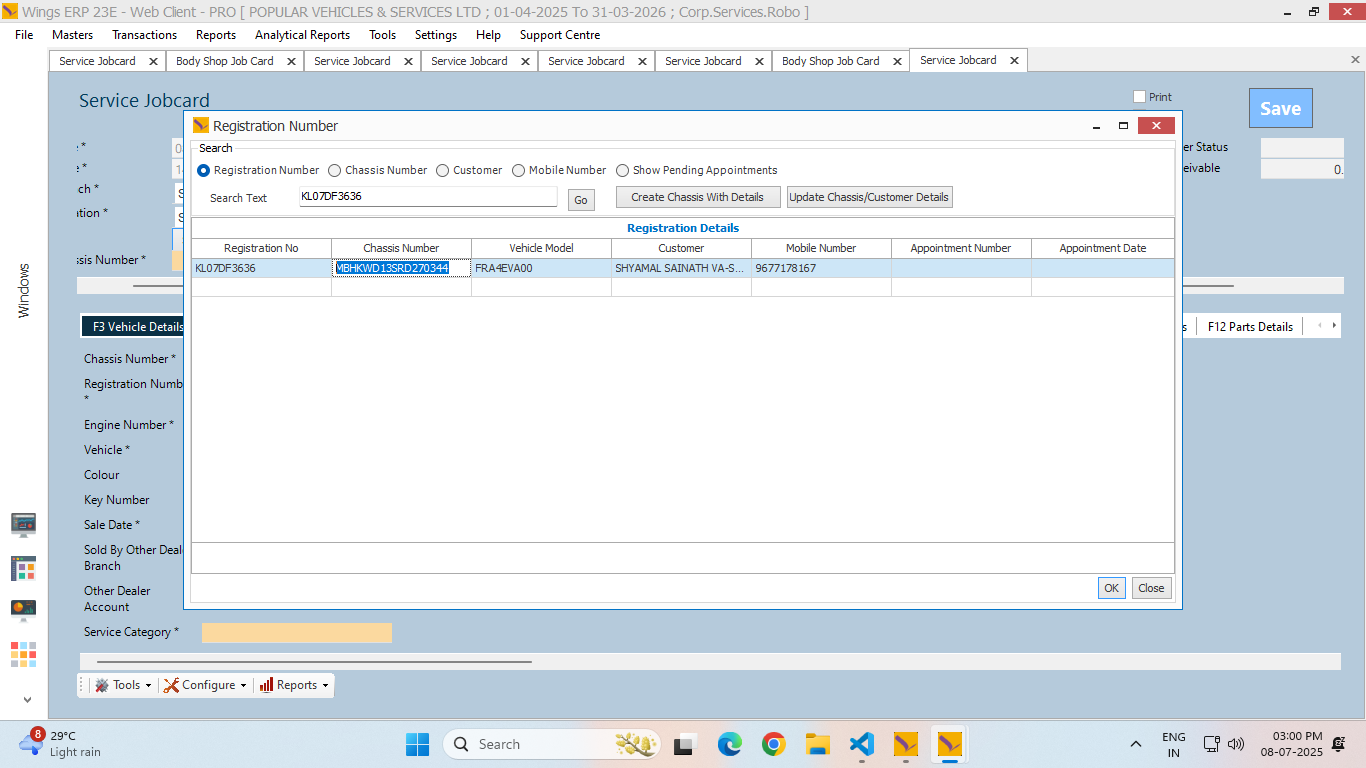 Wings ERP 23E - Web Client - PRO [ POPULAR VEHICLES & SERVICES LTD ; 01-04-2025 To 31-03-2026 ; Corp.Services.Robo ]
File Masters Transactions Reports Analytical Reports Tools Settings Help Support Centre
Service Jobcard Body Shop Job Card Service Jobcard Service Jobcard Service Jobcard Service Jobcard Body Shop Job Card Service Jobcard
Service Jobcard
Print
Save
Registration Number
Search
Registration Number Chassis Number Customer Mobile Number Show Pending Appointments
Search Text KL07DF3636 Go Create Chassis With Details Update Chassis/Customer Details
Registration Details
Registration No Chassis Number Vehicle Model Customer Mobile Number Appointment Number Appointment Date
KL07DF3636 MBHKWD13SRD270344 FRA4EVA00 SHYAMAL SAINATH VA-S... 9677178167
OK Close
er Status
eivable 0.
ch *
ation *
ssis Number *
Windows
F3 Vehicle Details
s F12 Parts Details
Chassis Number *
Registration Numb
*
Engine Number *
Vehicle *
Colour
Key Number
Sale Date *
Sold By Other Deal
Branch
Other Dealer
Account
Service Category *
Tools Configure Reports
8
29°C
Light rain
Search
ENG
IN
03:00 PM
08-07-2025